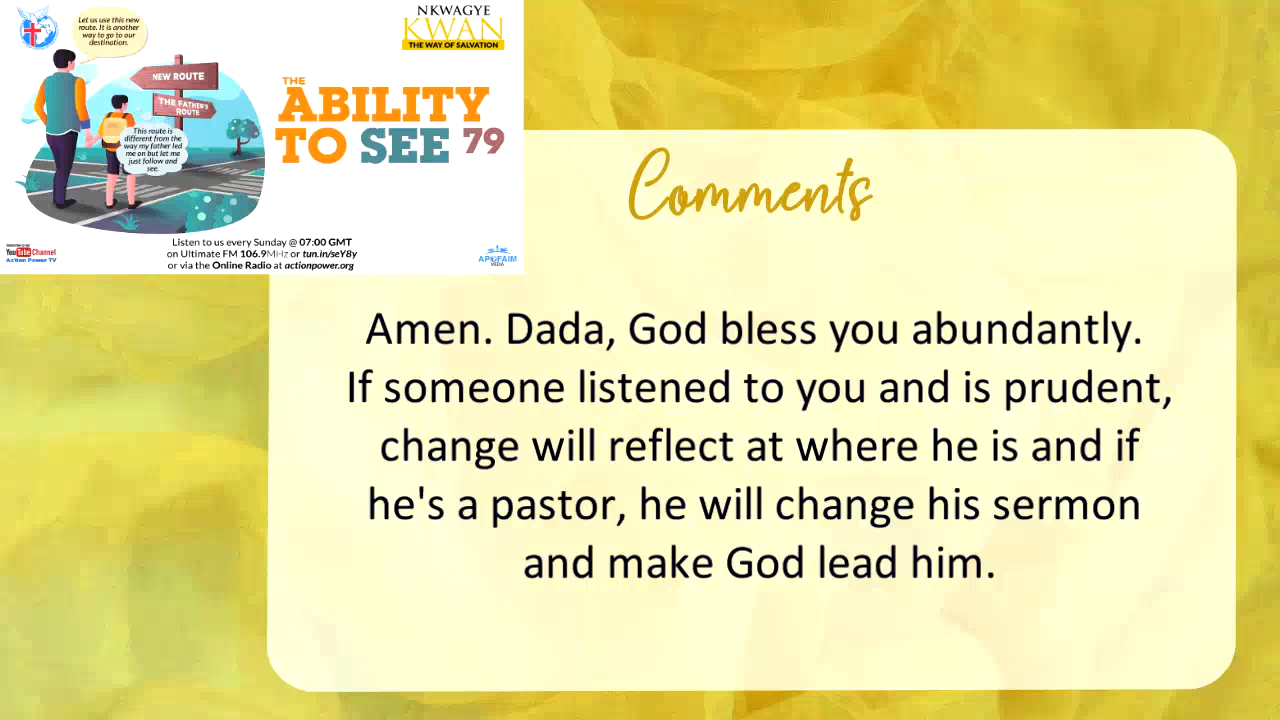 Let us use this new
route. It is another
way to go to our
destination.
NEW ROUTE
THE FATHER'S
ROUTE
This route is
different from the
way my father led
me on but let me
just follow and
see.
NKWAGYE
KWAN
THE WAY OF SALVATION
THE
ABILITY
TO SEE 79
Listen to us every Sunday @ 07:00 GMT
on Ultimate FM 106.9MHz or tun.in/seY8y
or via the Online Radio at actionpower.org
YouTube Channel
Action Power TV
APOFAIM
MEDIA
Comments
Amen. Dada, God bless you abundantly.
If someone listened to you and is prudent,
change will reflect at where he is and if
he's a pastor, he will change his sermon
and make God lead him.